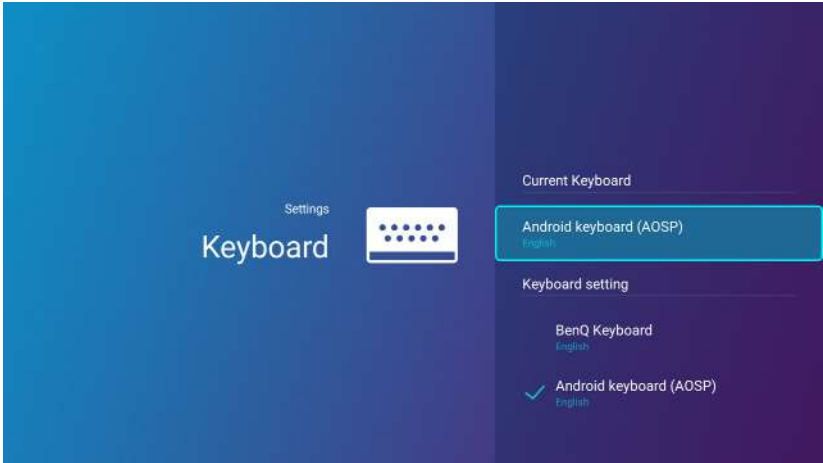 Settings
Keyboard
Current Keyboard
Android keyboard (AOSP)
English
Keyboard setting
BenQ Keyboard
English
Android keyboard (AOSP)
English